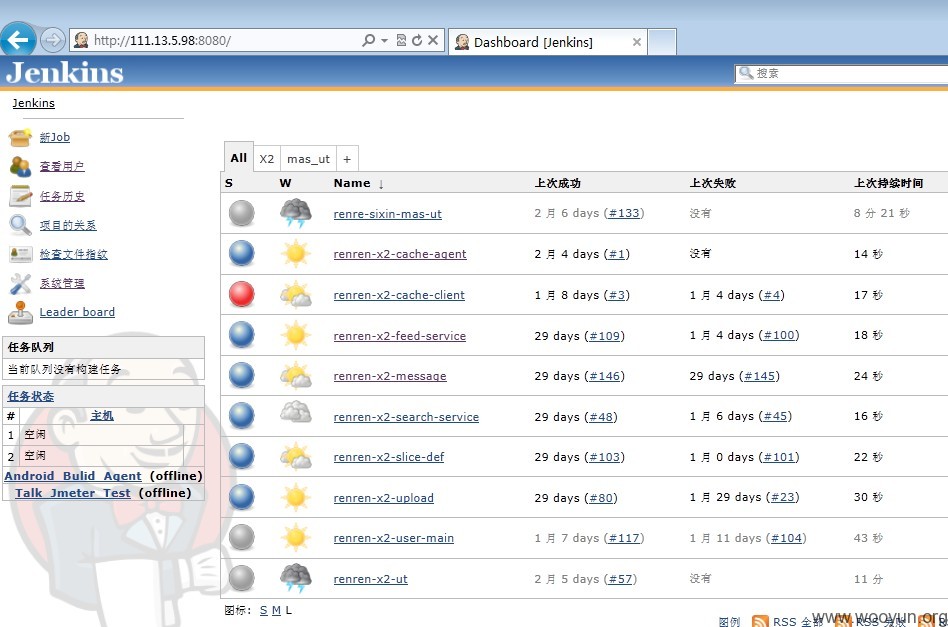 http://111.13.5.98:8080/
Dashboard [Jenkins]
Jenkins
搜索
Jenkins
新Job
查看用户
任务历史
项目的关系
检查文件指纹
系统管理
Leader board
任务队列
当前队列没有构建任务
任务状态
# 主机
1 空闲
2 空闲
Android Bulid Agent (offline)
Talk Jmeter Test (offline)
All X2 mas_ut +
S W Name ↓ 上次成功 上次失败 上次持续时间
renre-sixin-mas-ut 2 月 6 days (#133) 没有 8 分 21 秒
renren-x2-cache-agent 2 月 4 days (#1) 没有 14 秒
renren-x2-cache-client 1 月 8 days (#3) 1 月 4 days (#4) 17 秒
renren-x2-feed-service 29 days (#109) 1 月 4 days (#100) 18 秒
renren-x2-message 29 days (#146) 29 days (#145) 24 秒
renren-x2-search-service 29 days (#48) 1 月 6 days (#45) 16 秒
renren-x2-slice-def 29 days (#103) 1 月 0 days (#101) 22 秒
renren-x2-upload 29 days (#80) 1 月 29 days (#23) 30 秒
renren-x2-user-main 1 月 7 days (#117) 1 月 11 days (#104) 43 秒
renren-x2-ut 2 月 5 days (#57) 没有 11 分
图标: S M L
图例 RSS 全部 RSS 失败
www.wooyun.org